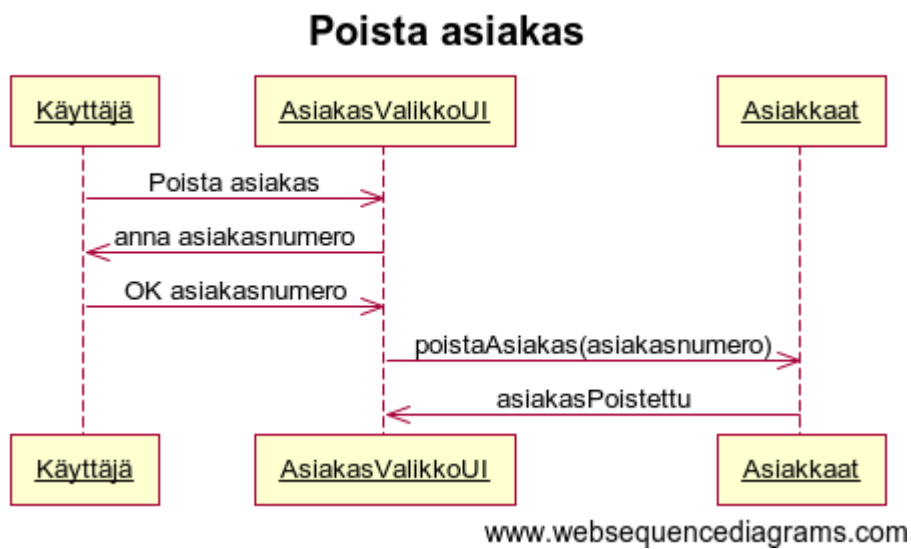 Poista asiakas
Käyttäjä
AsiakasValikkoUI
Asiakkaat
Poista asiakas
anna asiakasnumero
OK asiakasnumero
poistaAsiakas(asiakasnumero)
asiakasPoistettu
Käyttäjä
AsiakasValikkoUI
Asiakkaat
www.websequencediagrams.com